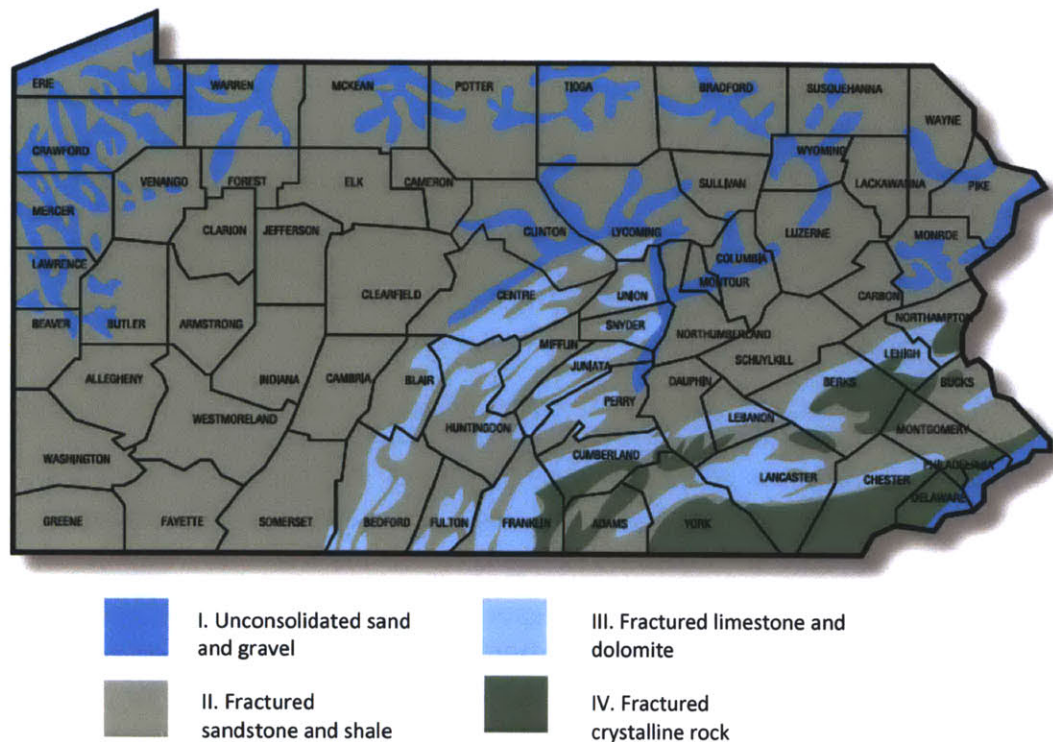 ERIE
WARREN
MCKEAN
POTTER
TIOGA
BRADFORD
SUSQUEHANNA
WAYNE
CRAWFORD
WYOMING
VENANGO
FOREST
ELK
CAMERON
SULLIVAN
LACKAWANNA
PIKE
MERCER
CLARION
JEFFERSON
CLINTON
LYCOMING
LUZERNE
MONROE
LAWRENCE
COLUMBIA
CLEARFIELD
CENTRE
UNION
MONTOUR
CARBON
BEAVER
BUTLER
ARMSTRONG
SNYDER
NORTHUMBERLAND
NORTHAMPTON
MIFFLIN
SCHUYLKILL
LEHIGH
ALLEGHENY
INDIANA
CAMBRIA
BLAIR
JUNIATA
DAUPHIN
BERKS
BUCKS
WESTMORELAND
HUNTINGDON
PERRY
LEBANON
MONTGOMERY
WASHINGTON
CUMBERLAND
LANCASTER
CHESTER
PHILADELPHIA
DELAWARE
GREENE
FAYETTE
SOMERSET
BEDFORD
FULTON
FRANKLIN
ADAMS
YORK
I. Unconsolidated sand
and gravel
II. Fractured
sandstone and shale
III. Fractured limestone and
dolomite
IV. Fractured
crystalline rock